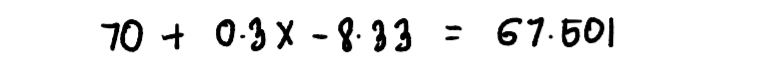 70 + 0.3x - 8.33 = 67.501